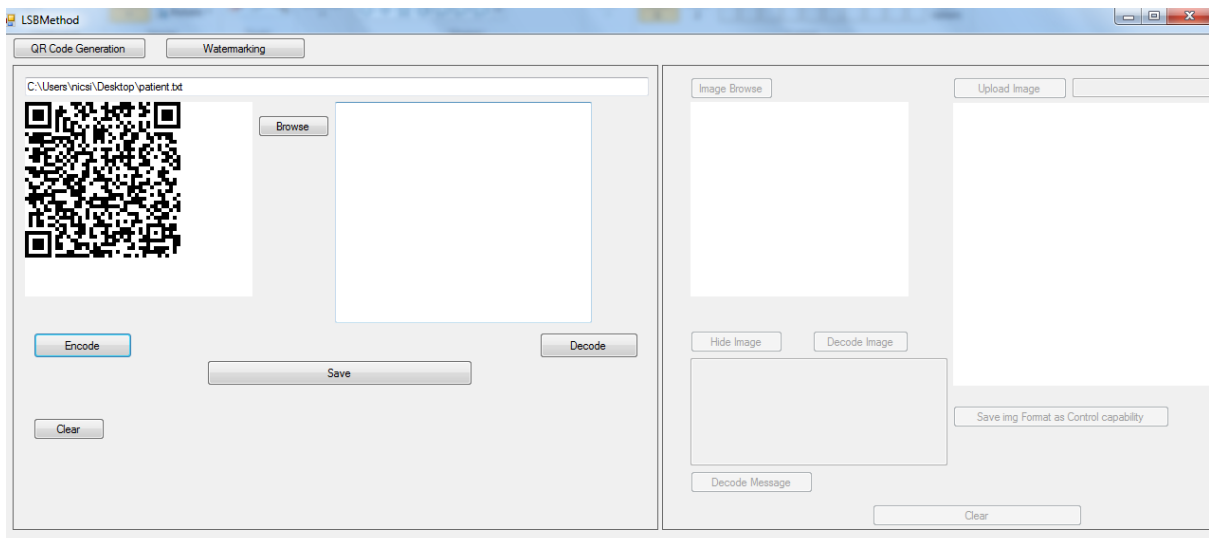 LSBMethod
QR Code Generation
Watermarking
C:\Users\nicsi\Desktop\patient.txt
Browse
Encode
Decode
Save
Clear
Image Browse
Upload Image
Hide Image
Decode Image
Save img Format as Control capability
Decode Message
Clear